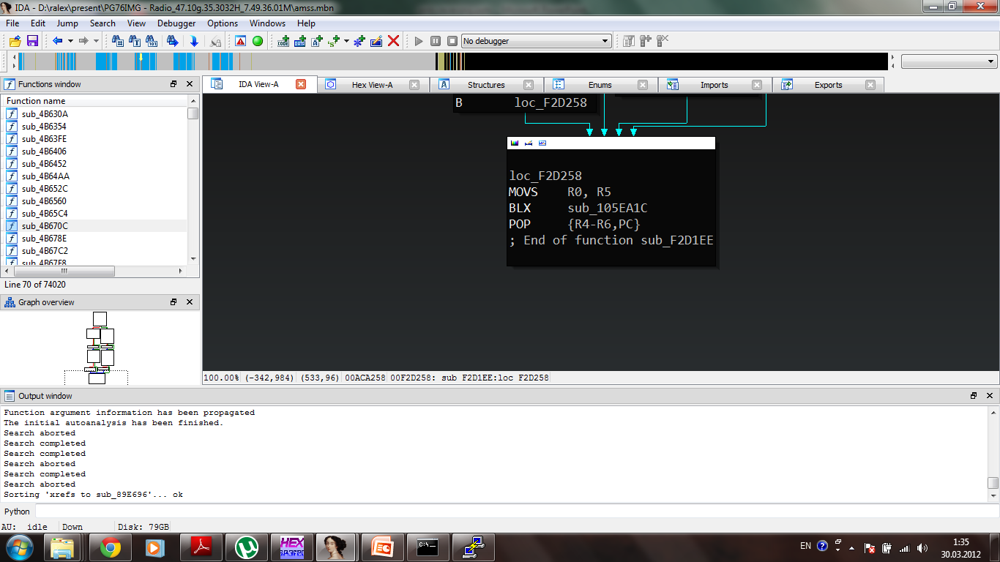 IDA - D:\ralex\present\PG76IMG - Radio_47.10g.35.3032H_7.49.36.01M\amss.mbn
File Edit Jump Search View Debugger Options Windows Help
No debugger
Functions window
IDA View-A
Hex View-A
Structures
Enums
Imports
Exports
Function name
sub_4B630A
sub_4B6354
sub_4B63FE
sub_4B6406
sub_4B6452
sub_4B64AA
sub_4B652C
sub_4B6560
sub_4B65C4
sub_4B670C
sub_4B678E
sub_4B67C2
sub_4B67F8
Line 70 of 74020
Graph overview
B loc_F2D258
loc_F2D258
MOVS R0, R5
BLX sub_105EA1C
POP {R4-R6,PC}
; End of function sub_F2D1EE
100.00% (-342,984) (533,96) 00ACA258 00F2D258: sub_F2D1EE:loc_F2D258
Output window
Function argument information has been propagated
The initial autoanalysis has been finished.
Search aborted
Search completed
Search completed
Search aborted
Search completed
Search aborted
Sorting 'xrefs to sub_89E696'... ok
Python
AU: idle Down Disk: 79GB
HEX
EN
1:35
30.03.2012